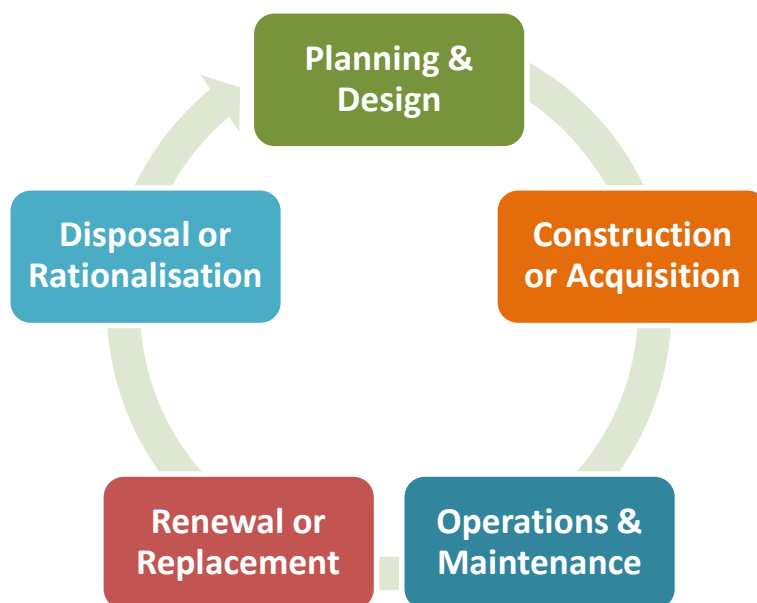 Planning &
Design
Construction
or Acquisition
Operations &
Maintenance
Renewal or
Replacement
Disposal or
Rationalisation